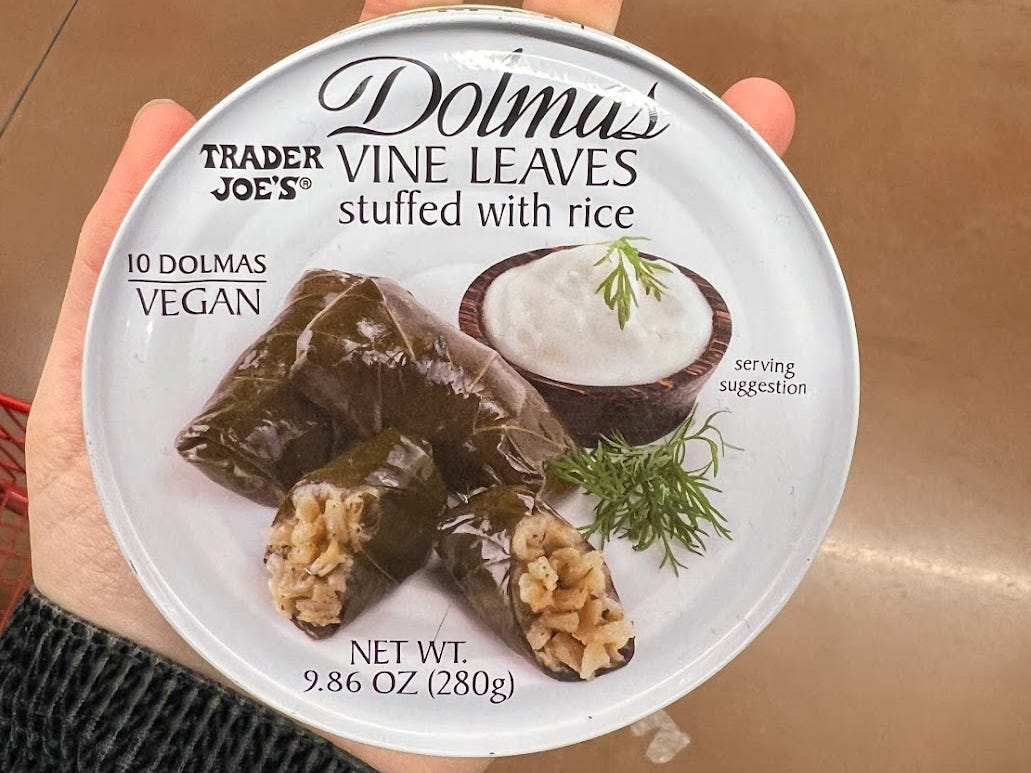 Dolmas
TRADER JOE'S®
VINE LEAVES
stuffed with rice
10 DOLMAS
VEGAN
serving
suggestion
NET WT.
9.86 OZ (280g)